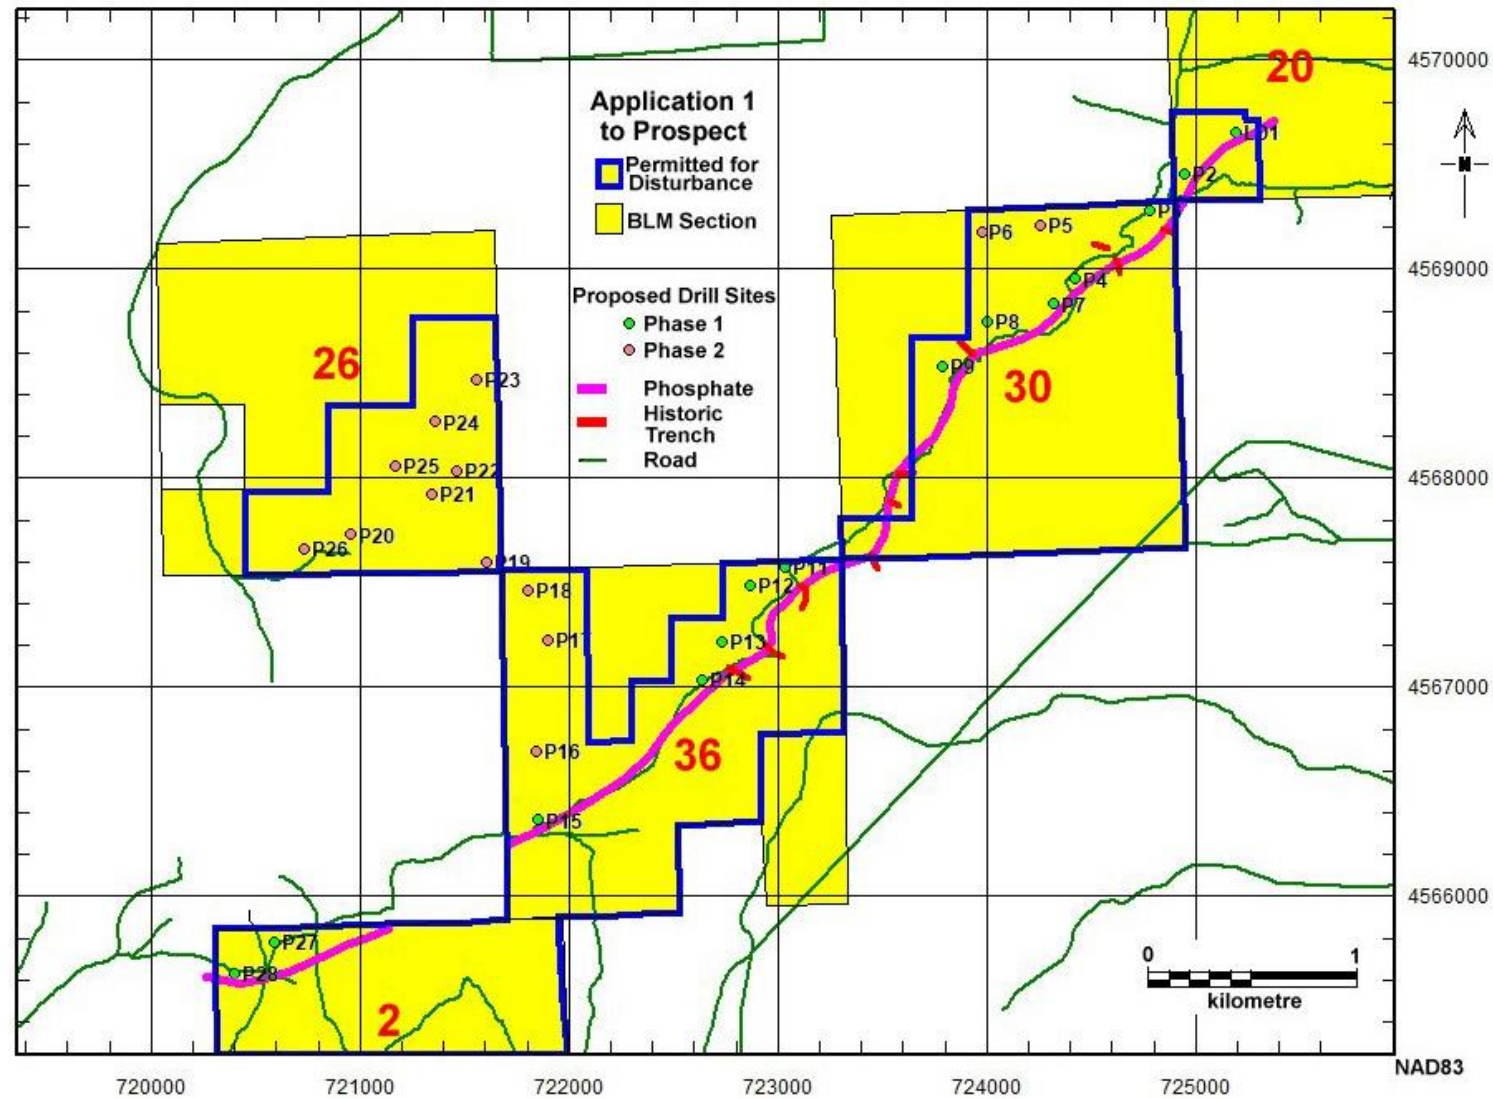 4570000
20
Application 1
to Prospect
Permitted for
Disturbance
BLM Section
N
P2
P6
P5
4569000
Proposed Drill Sites
Phase 1
Phase 2
P4
P7
P8
26
P9
30
P23
Phosphate
Historic
Trench
P24
Road
P25
P22
4568000
P21
P20
P26
P19
P11
P12
P18
P17
P13
P14
4567000
36
P16
P15
4566000
P27
P28
0
1
kilometre
2
NAD83
720000
721000
722000
723000
724000
725000